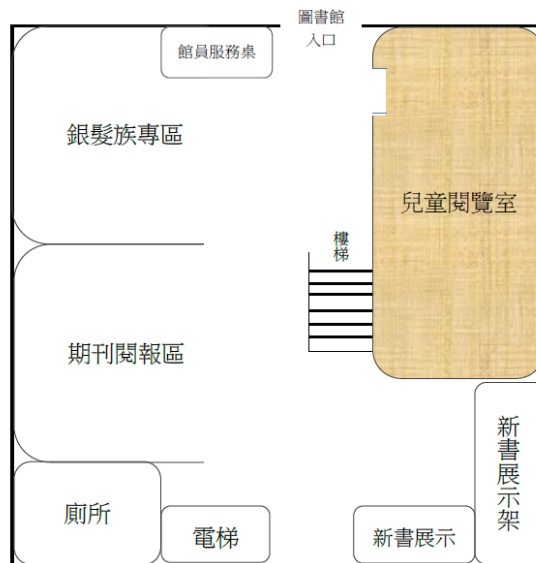 圖書館
入口
館員服務桌
銀髮族專區
兒童閱覽室
樓梯
期刊閱報區
新書展示架
廁所
電梯
新書展示